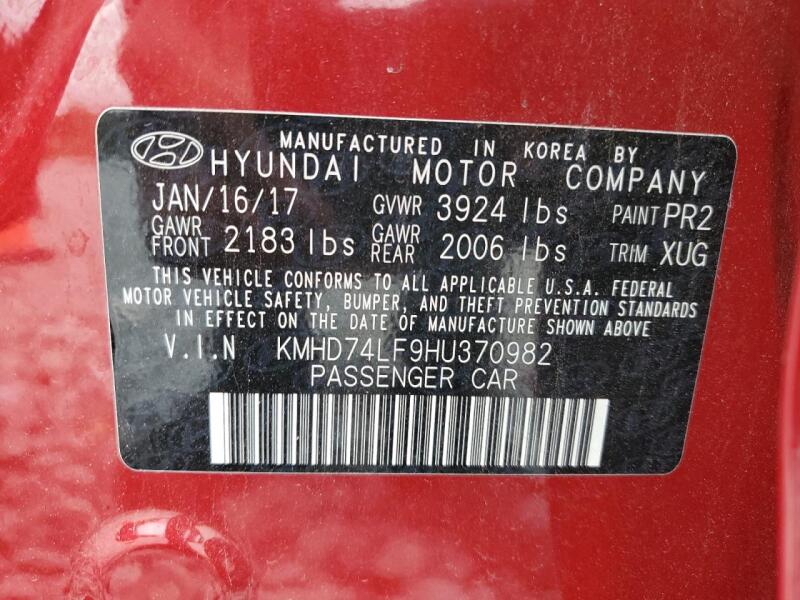 MANUFACTURED IN KOREA BY
HYUNDAI MOTOR COMPANY
JAN/16/17 GVWR 3924 lbs PAINT PR2
GAWR FRONT 2183 lbs GAWR REAR 2006 lbs TRIM XUG
THIS VEHICLE CONFORMS TO ALL APPLICABLE U.S.A. FEDERAL
MOTOR VEHICLE SAFETY, BUMPER, AND THEFT PREVENTION STANDARDS
IN EFFECT ON THE DATE OF MANUFACTURE SHOWN ABOVE
V.I.N KMHD74LF9HU370982
PASSENGER CAR